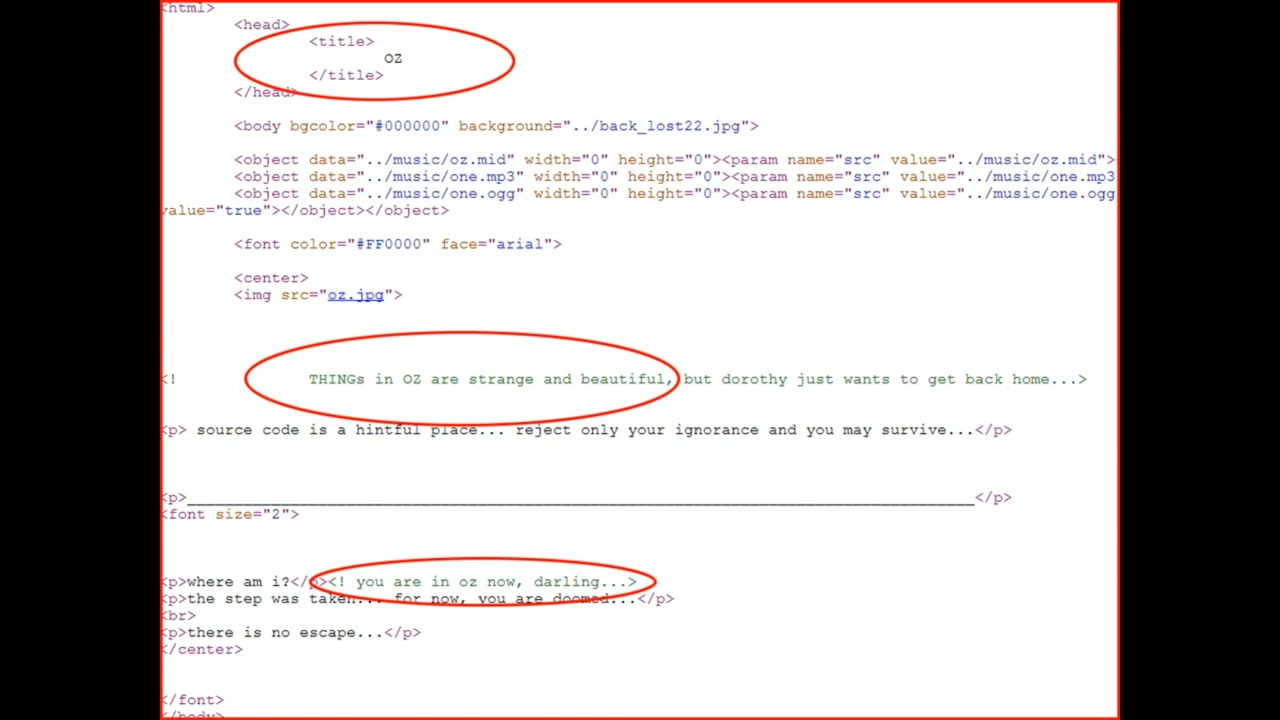 <html>
<head>
<title>
OZ
</title>
</head>
<body bgcolor="#000000" background="../back_lost22.jpg">
<object data="../music/oz.mid" width="0" height="0"><param name="src" value="../music/oz.mid">
<object data="../music/one.mp3" width="0" height="0"><param name="src" value="../music/one.mp3
<object data="../music/one.ogg" width="0" height="0"><param name="src" value="../music/one.ogg
value="true"></object></object>
<font color="#FF0000" face="arial">
<center>
<img src="oz.jpg">
<! THINGs in OZ are strange and beautiful, but dorothy just wants to get back home...>
<p> source code is a hintful place... reject only your ignorance and you may survive...</p>
<p>____________________________________________________________________________________</p>
<font size="2">
<p>where am i?</p><! you are in oz now, darling...>
<p>the step was taken... for now, you are doomed...</p>
<br>
<p>there is no escape...</p>
</center>
</font>
</body>